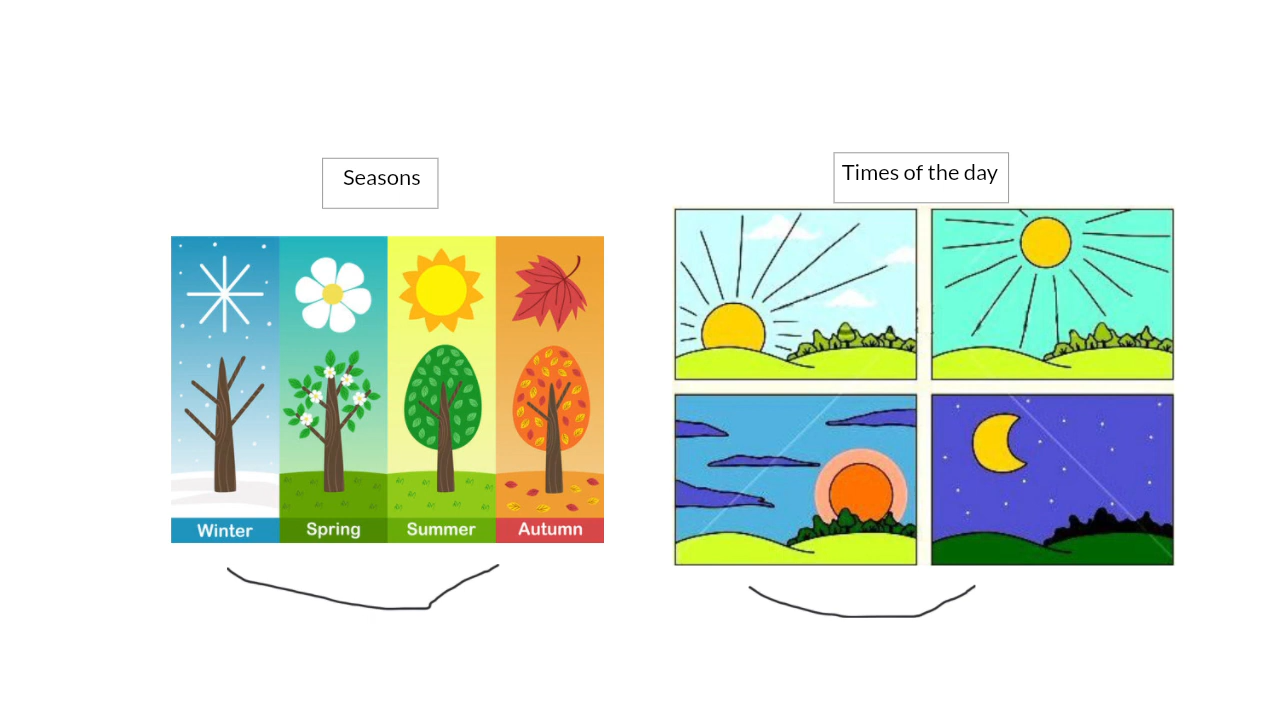 Seasons
Times of the day
Winter
Spring
Summer
Autumn